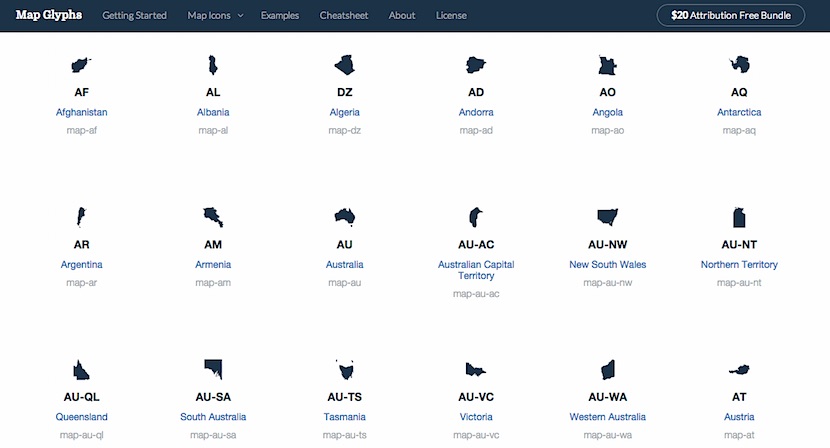 Map Glyphs Getting Started Map Icons Examples Cheatsheet About License $20 Attribution Free Bundle
AF AL DZ AD AO AQ
Afghanistan Albania Algeria Andorra Angola Antarctica
map-af map-al map-dz map-ad map-ao map-aq
AR AM AU AU-AC AU-NW AU-NT
Argentina Armenia Australia Australian Capital New South Wales Northern Territory
Territory
map-ar map-am map-au map-au-ac map-au-nw map-au-nt
AU-QL AU-SA AU-TS AU-VC AU-WA AT
Queensland South Australia Tasmania Victoria Western Australia Austria
map-au-ql map-au-sa map-au-ts map-au-vc map-au-wa map-at